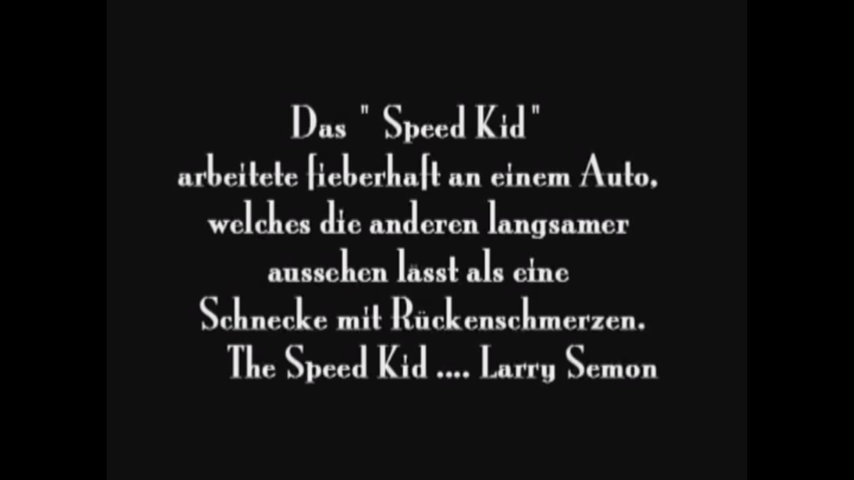 Das " Speed Kid"
arbeitete fieberhaft an einem Auto,
welches die anderen langsamer
aussehen lässt als eine
Schnecke mit Rückenschmerzen.
The Speed Kid .... Larry Semon